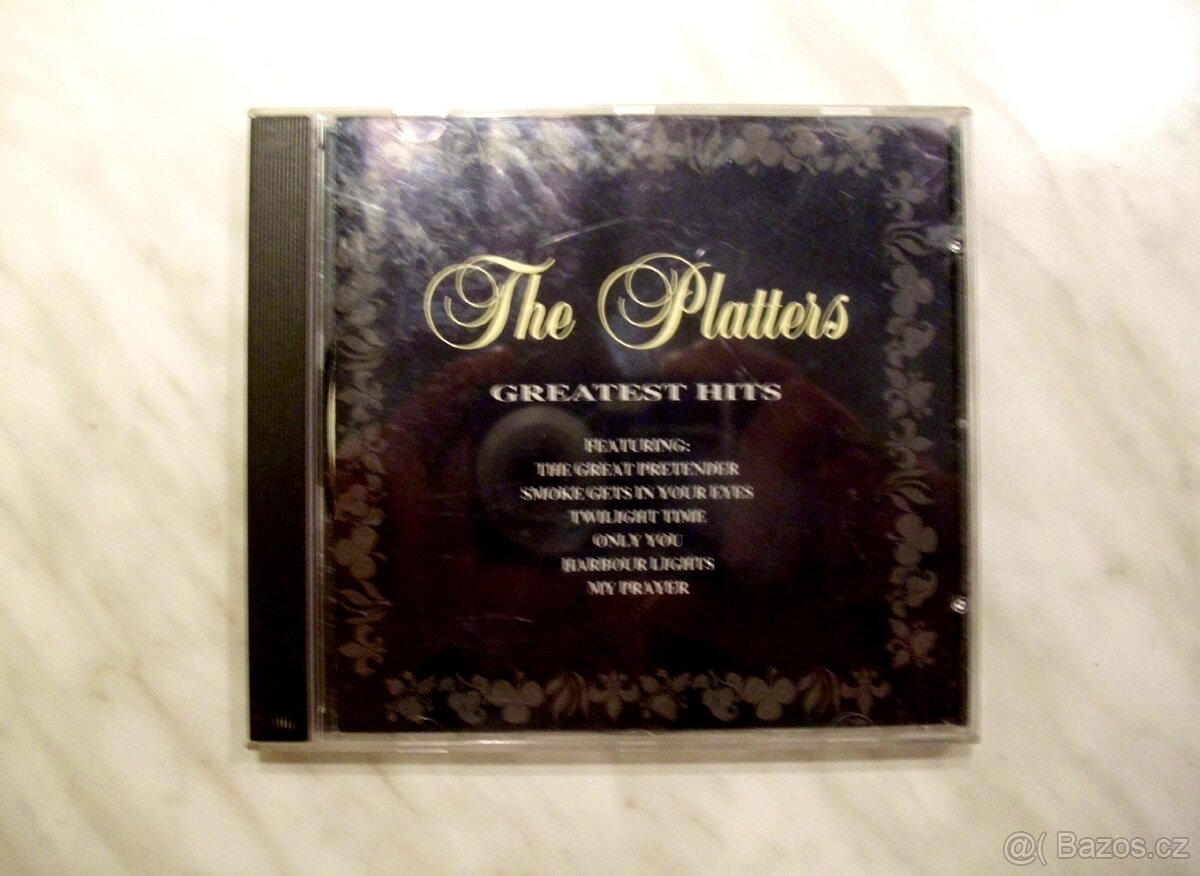 The Platters
GREATEST HITS
FEATURING:
THE GREAT PRETENDER
SMOKE GETS IN YOUR EYES
TWILIGHT TIME
ONLY YOU
HARBOUR LIGHTS
MY PRAYER
@( Bazos.cz